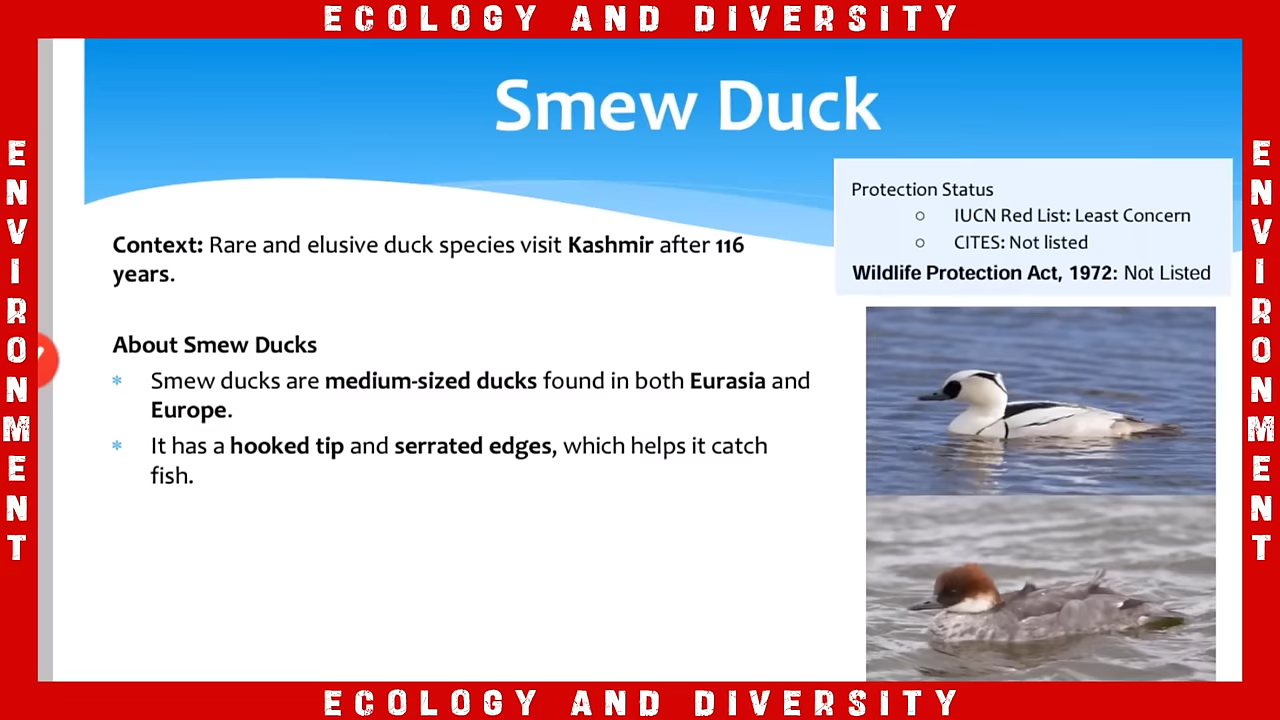 ECOLOGY AND DIVERSITY
ENVIRONMENT
Smew Duck
Protection Status
○ IUCN Red List: Least Concern
○ CITES: Not listed
Wildlife Protection Act, 1972: Not Listed
Context: Rare and elusive duck species visit Kashmir after 116
years.
About Smew Ducks
* Smew ducks are medium-sized ducks found in both Eurasia and
Europe.
* It has a hooked tip and serrated edges, which helps it catch
fish.
ENVIRONMENT
ECOLOGY AND DIVERSITY